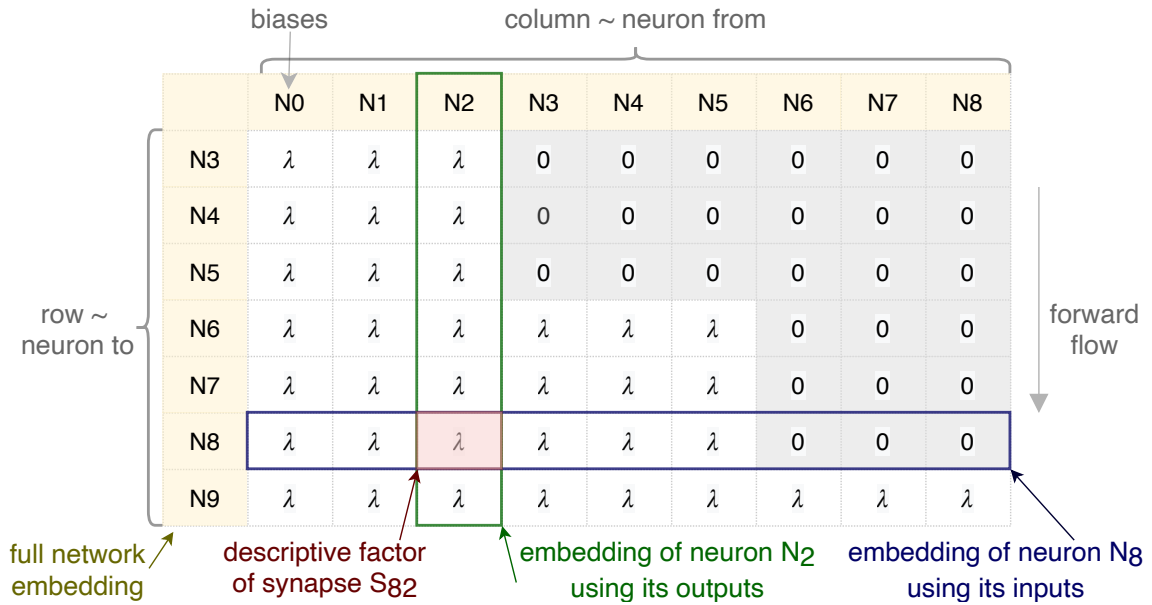 biases
column ~ neuron from
N0 N1 N2 N3 N4 N5 N6 N7 N8
N3 λ λ λ 0 0 0 0 0 0
N4 λ λ λ 0 0 0 0 0 0
N5 λ λ λ 0 0 0 0 0 0
N6 λ λ λ λ λ λ 0 0 0
N7 λ λ λ λ λ λ 0 0 0
N8 λ λ λ λ λ λ 0 0 0
N9 λ λ λ λ λ λ λ λ λ
row ~
neuron to
forward
flow
full network
embedding
descriptive factor
of synapse S82
embedding of neuron N2
using its outputs
embedding of neuron N8
using its inputs